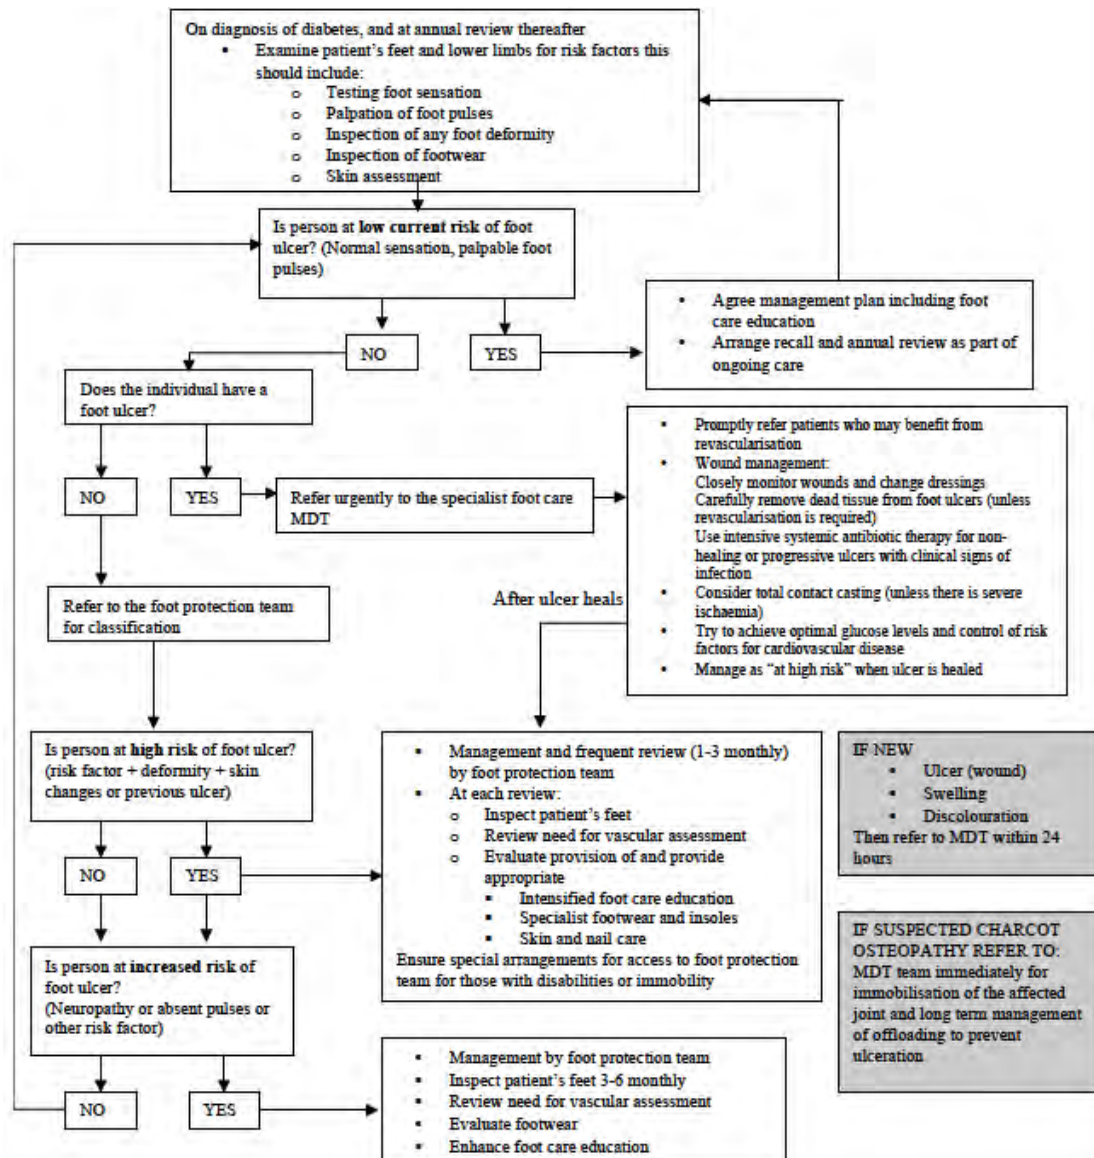 On diagnosis of diabetes, and at annual review thereafter
▪ Examine patient's feet and lower limbs for risk factors this
should include:
o Testing foot sensation
o Palpation of foot pulses
o Inspection of any foot deformity
o Inspection of footwear
o Skin assessment
Is person at low current risk of foot
ulcer? (Normal sensation, palpable foot
pulses)
NO
YES
▪ Agree management plan including foot
care education
▪ Arrange recall and annual review as part of
ongoing care
Does the individual have a
foot ulcer?
NO
YES
Refer urgently to the specialist foot care
MDT
▪ Promptly refer patients who may benefit from
revascularisation
▪ Wound management:
Closely monitor wounds and change dressings
Carefully remove dead tissue from foot ulcers (unless
revascularisation is required)
Use intensive systemic antibiotic therapy for non-
healing or progressive ulcers with clinical signs of
infection
▪ Consider total contact casting (unless there is severe
ischaemia)
▪ Try to achieve optimal glucose levels and control of risk
factors for cardiovascular disease
▪ Manage as "at high risk" when ulcer is healed
After ulcer heals
Refer to the foot protection team
for classification
Is person at high risk of foot ulcer?
(risk factor + deformity + skin
changes or previous ulcer)
NO
YES
▪ Management and frequent review (1-3 monthly)
by foot protection team
▪ At each review:
o Inspect patient's feet
o Review need for vascular assessment
o Evaluate provision of and provide
appropriate
▪ Intensified foot care education
▪ Specialist footwear and insoles
▪ Skin and nail care
Ensure special arrangements for access to foot protection
team for those with disabilities or immobility
IF NEW
▪ Ulcer (wound)
▪ Swelling
▪ Discolouration
Then refer to MDT within 24
hours
IF SUSPECTED CHARCOT
OSTEOPATHY REFER TO:
MDT team immediately for
immobilisation of the affected
joint and long term management
of offloading to prevent
ulceration
Is person at increased risk of
foot ulcer?
(Neuropathy or absent pulses or
other risk factor)
NO
YES
▪ Management by foot protection team
▪ Inspect patient's feet 3-6 monthly
▪ Review need for vascular assessment
▪ Evaluate footwear
▪ Enhance foot care education